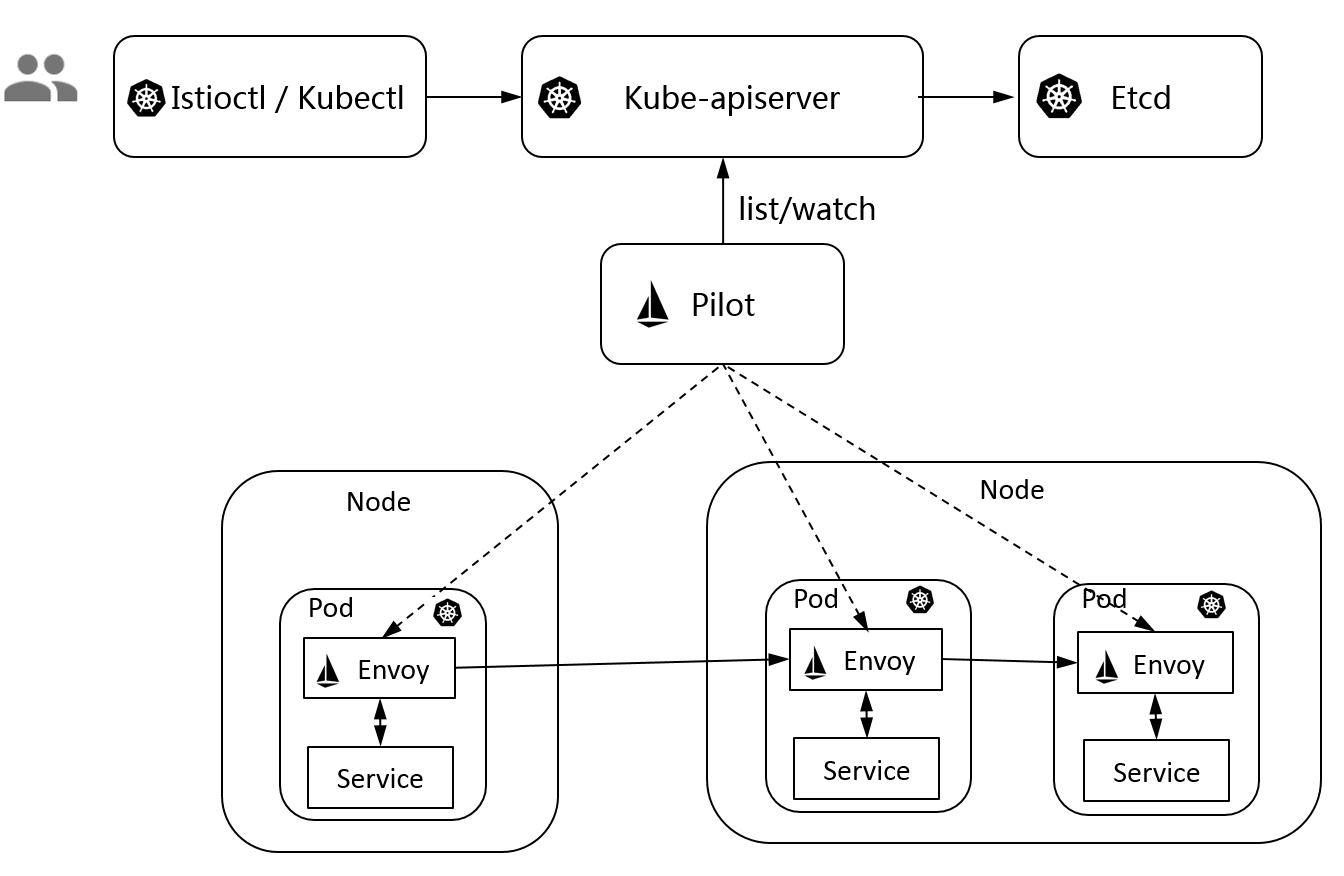 Istioctl / Kubectl
Kube-apiserver
Etcd
list/watch
Pilot
Node
Node
Pod
Pod
Pod
Envoy
Envoy
Envoy
Service
Service
Service